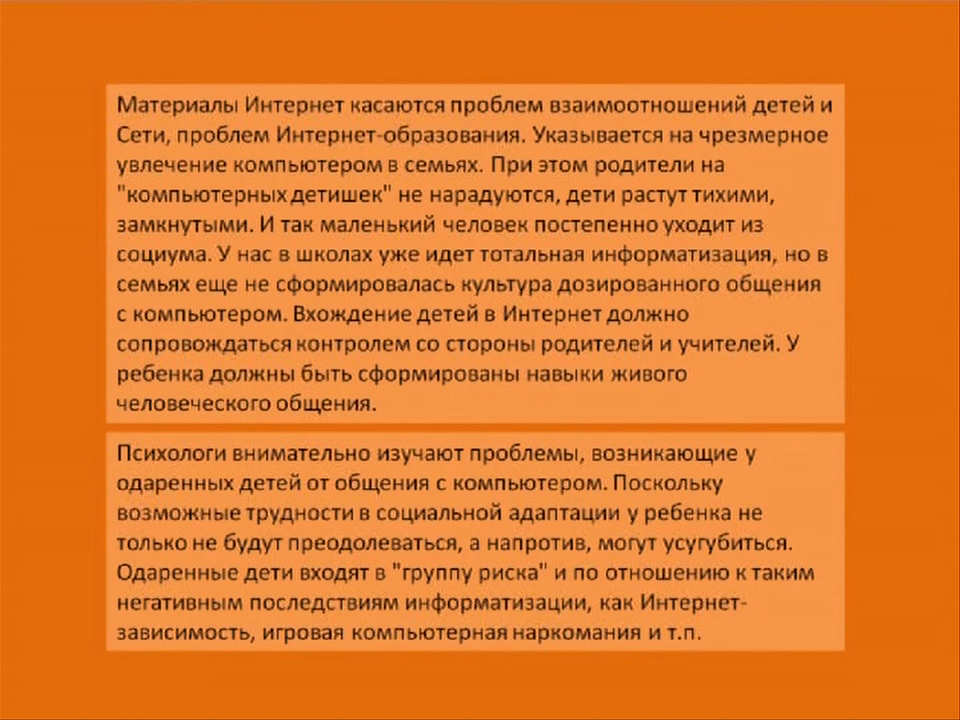 Материалы Интернет касаются проблем взаимоотношений детей и
Сети, проблем Интернет-образования. Указывается на чрезмерное
увлечение компьютером в семьях. При этом родители на
"компьютерных детишек" не нарадуются, дети растут тихими,
замкнутыми. И так маленький человек постепенно уходит из
социума. У нас в школах уже идет тотальная информатизация, но в
семьях еще не сформировалась культура дозированного общения
с компьютером. Вхождение детей в Интернет должно
сопровождаться контролем со стороны родителей и учителей. У
ребенка должны быть сформированы навыки живого
человеческого общения.
Психологи внимательно изучают проблемы, возникающие у
одаренных детей от общения с компьютером. Поскольку
возможные трудности в социальной адаптации у ребенка не
только не будут преодолеваться, а напротив, могут усугубиться.
Одаренные дети входят в "группу риска" и по отношению к таким
негативным последствиям информатизации, как Интернет-
зависимость, игровая компьютерная наркомания и т.п.